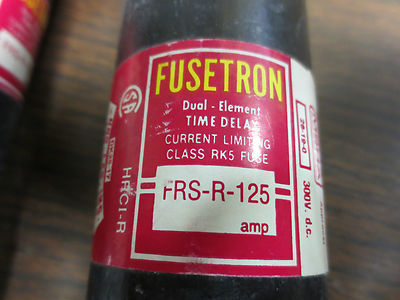 FUSETRON
Dual - Element
TIME DELAY
CURRENT LIMITING
CLASS RK5 FUSE
FRS-R-125
amp
HRCI-R
300V. d.c.